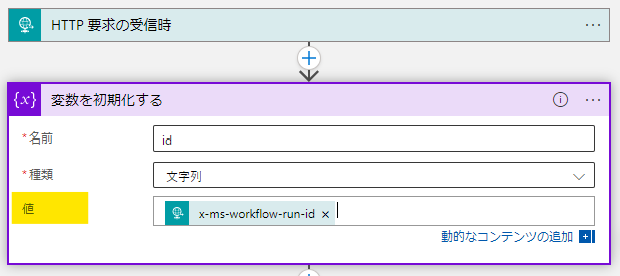 HTTP 要求の受信時
{x} 変数を初期化する
*名前 id
*種類 文字列
値 x-ms-workflow-run-id ×
動的なコンテンツの追加